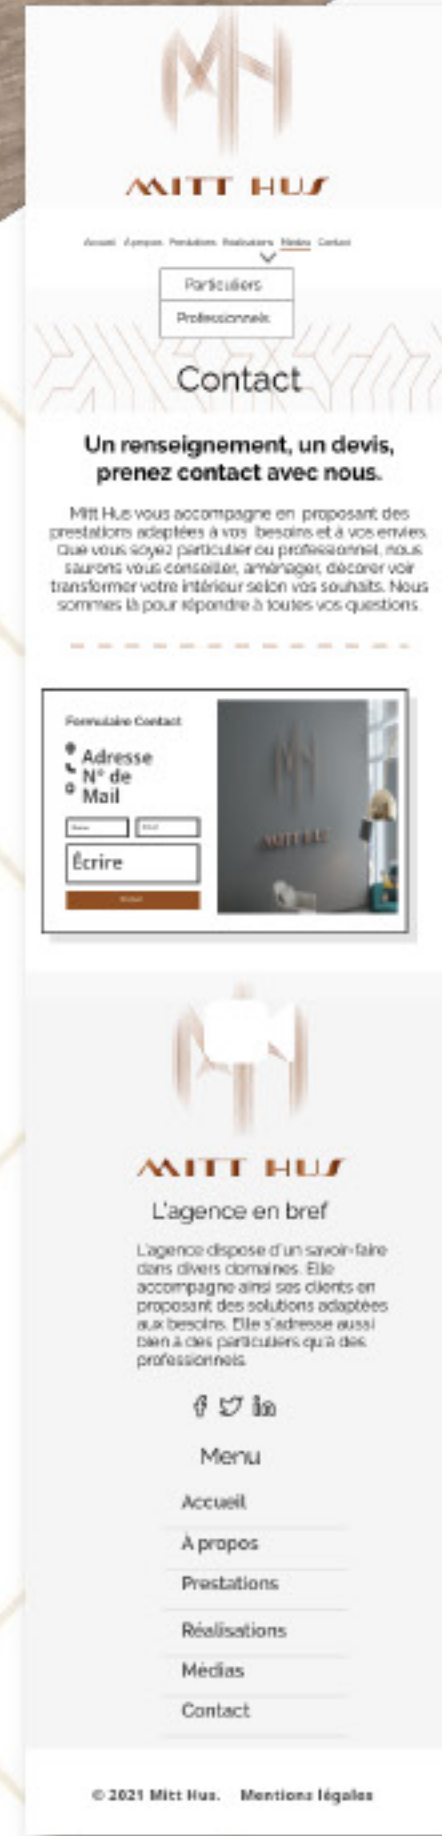 MITT HUS
Accueil À propos Prestations Réalisations Médias Contact
Particuliers
Professionnels
Contact
Un renseignement, un devis,
prenez contact avec nous.
Mitt Hus vous accompagne en proposant des
prestations adaptées à vos besoins et à vos envies.
Que vous soyez particulier ou professionnel, nous
saurons vous conseiller, aménager, décorer voir
transformer votre intérieur selon vos souhaits. Nous
sommes là pour répondre à toutes vos questions.
Formulaire Contact
Adresse
N° de
Mail
Écrire
MITT HUS
MITT HUS
L'agence en bref
L'agence dispose d'un savoir-faire
dans divers domaines. Elle
accompagne ainsi ses clients en
proposant des solutions adaptées
aux besoins. Elle s'adresse aussi
bien à des particuliers qu'à des
professionnels.
Menu
Accueil
À propos
Prestations
Réalisations
Médias
Contact
© 2021 Mitt Hus. Mentions légales